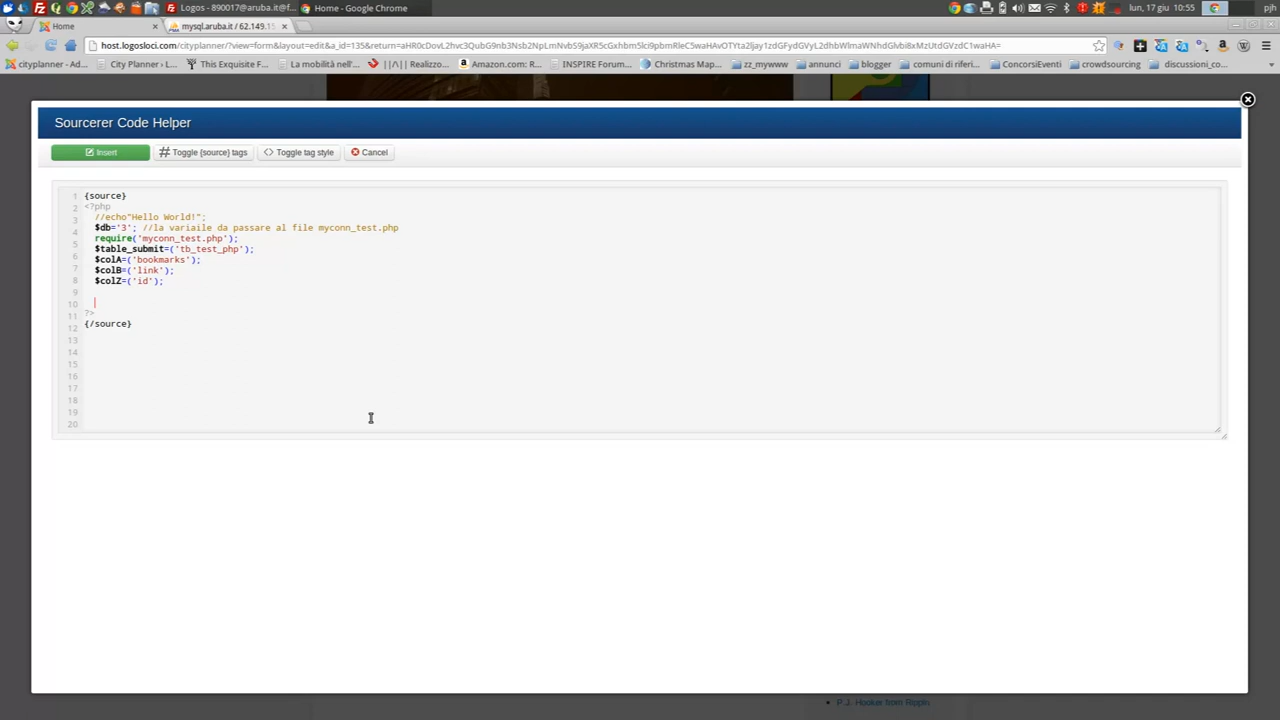 Logos - 890017@aruba.it@f... Home - Google Chrome lun, 17 giu 10:55 pjh
Home mysql.aruba.it / 62.149.15
host.logosloci.com/cityplanner/?view=form&layout=edit&a_id=135&return=
cityplanner - Ad... City Planner ‹ L... This Exquisite F... La mobilità nell'... ||/\|| Realizzo... Amazon.com: R... INSPIRE Forum... Christmas Map... zz_mywww annunci blogger comuni di riferi... ConcorsiEventi crowdsourcing discussioni_co...
Sourcerer Code Helper
Insert # Toggle {source} tags <> Toggle tag style Cancel
1 {source}
2 <?php
3 //echo"Hello World!";
4 $db='3'; //la variaile da passare al file myconn_test.php
5 require('myconn_test.php');
6 $table_submit=('tb_test_php');
7 $colA=('bookmarks');
8 $colB=('link');
9 $colZ=('id');
10
11 ?>
12 {/source}
13
14
15
16
17
18
19
20
P.J. Hooker from Rippin